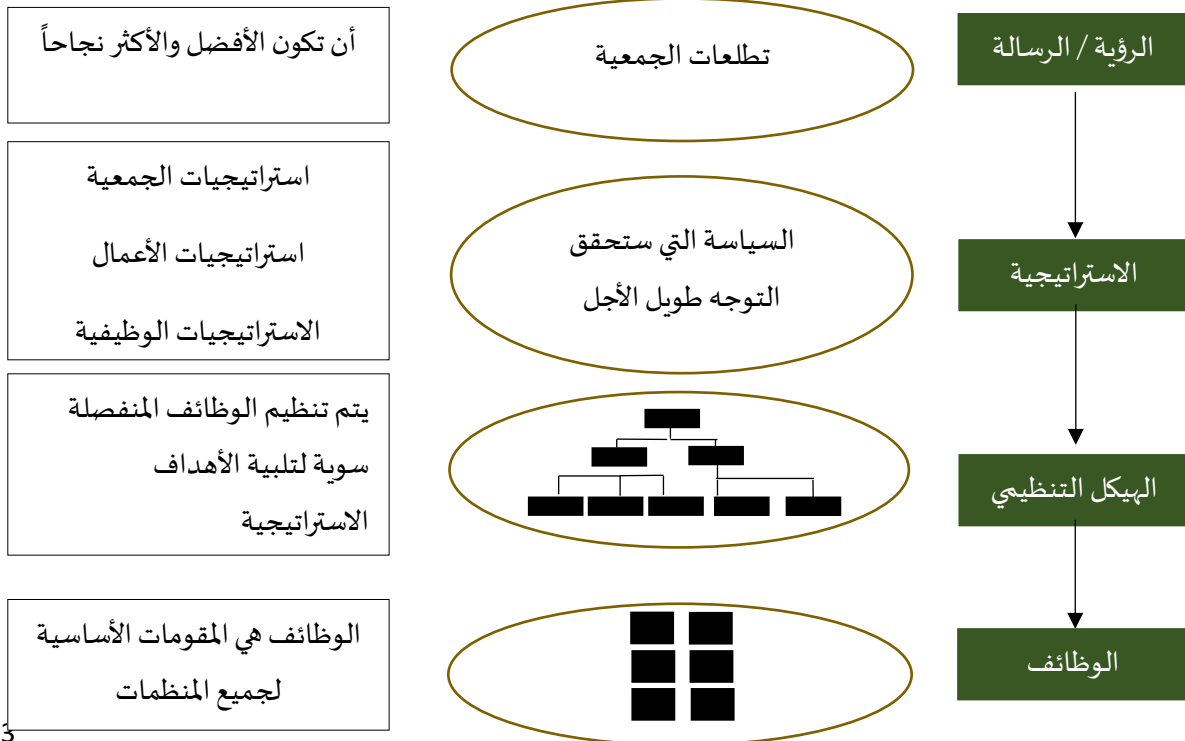 الرؤية / الرسالة
تطلعات الجمعية
أن تكون الأفضل والأكثر نجاحاً
الاستراتيجية
السياسة التي ستحقق
التوجه طويل الأجل
استراتيجيات الجمعية
استراتيجيات الأعمال
الاستراتيجيات الوظيفية
الهيكل التنظيمي
يتم تنظيم الوظائف المنفصلة
سوية لتلبية الأهداف
الاستراتيجية
الوظائف
الوظائف هي المقومات الأساسية
لجميع المنظمات
3